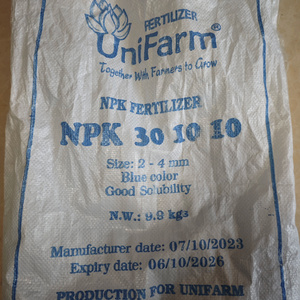 FERTILIZER
UniFarm®
Together With Farmers to Grow
NPK FERTILIZER
NPK 30 10 10
Size: 2 - 4 mm
Blue color
Good Solubility
N.W.: 9.8 kgs
Manufacturer date: 07/10/2023
Expiry date: 06/10/2026
PRODUCTION FOR UNIFARM